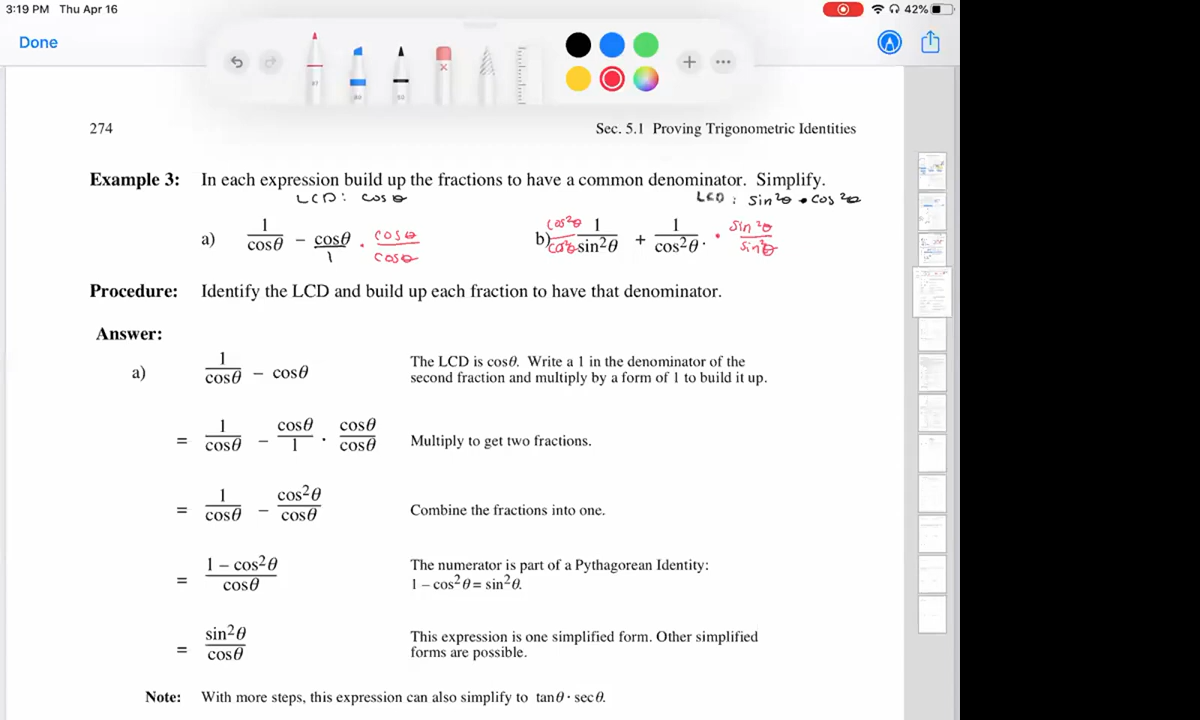 3:19 PM Thu Apr 16 42%
Done
274 Sec. 5.1 Proving Trigonometric Identities
Example 3: In each expression build up the fractions to have a common denominator. Simplify.
LCD: cosθ LCD: sin²θ • cos²θ
a) 1/cosθ − cosθ/1 · cosθ/cosθ b) cos²θ/cos²θ 1/sin²θ + 1/cos²θ · sin²θ/sin²θ
Procedure: Identify the LCD and build up each fraction to have that denominator.
Answer:
a) 1/cosθ − cosθ The LCD is cosθ. Write a 1 in the denominator of the
second fraction and multiply by a form of 1 to build it up.
= 1/cosθ − cosθ/1 · cosθ/cosθ Multiply to get two fractions.
= 1/cosθ − cos²θ/cosθ Combine the fractions into one.
= 1 − cos²θ/cosθ The numerator is part of a Pythagorean Identity:
1 − cos²θ = sin²θ.
= sin²θ/cosθ This expression is one simplified form. Other simplified
forms are possible.
Note: With more steps, this expression can also simplify to tanθ · secθ.